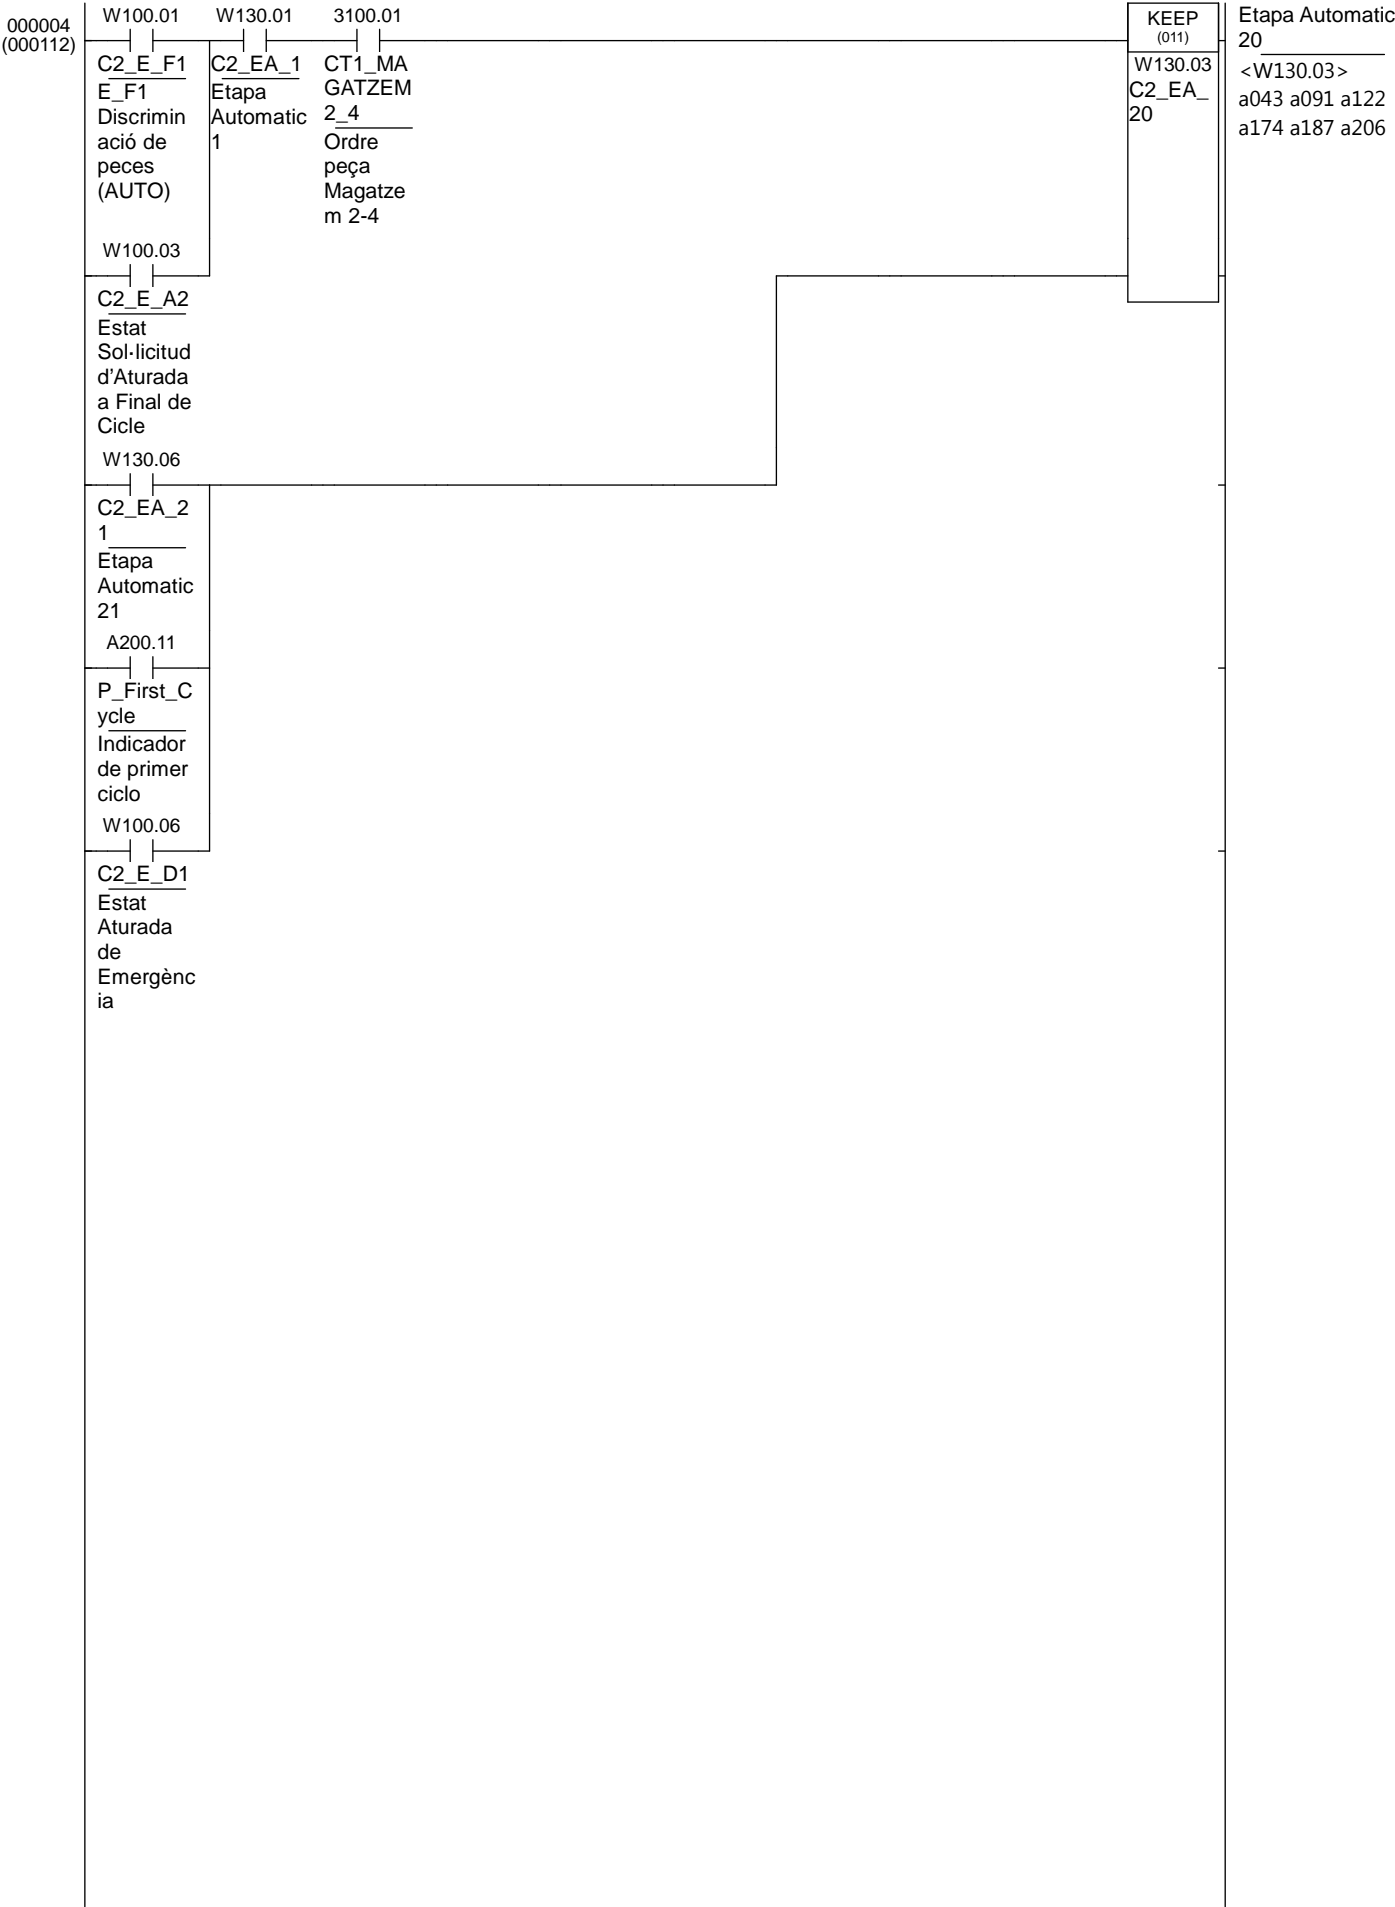 000004
(000112)
W100.01
W130.01
3100.01
KEEP
(011)
Etapa Automatic
20
C2_E_F1
E_F1
Discrimin
ació de
peces
(AUTO)
C2_EA_1
Etapa
Automatic
1
CT1_MA
GATZEM
2_4
Ordre
peça
Magatze
m 2-4
W130.03
C2_EA_
20
<W130.03>
a043 a091 a122
a174 a187 a206
W100.03
C2_E_A2
Estat
Sol·licitud
d'Aturada
a Final de
Cicle
W130.06
C2_EA_2
1
Etapa
Automatic
21
A200.11
P_First_C
ycle
Indicador
de primer
ciclo
W100.06
C2_E_D1
Estat
Aturada
de
Emergènc
ia